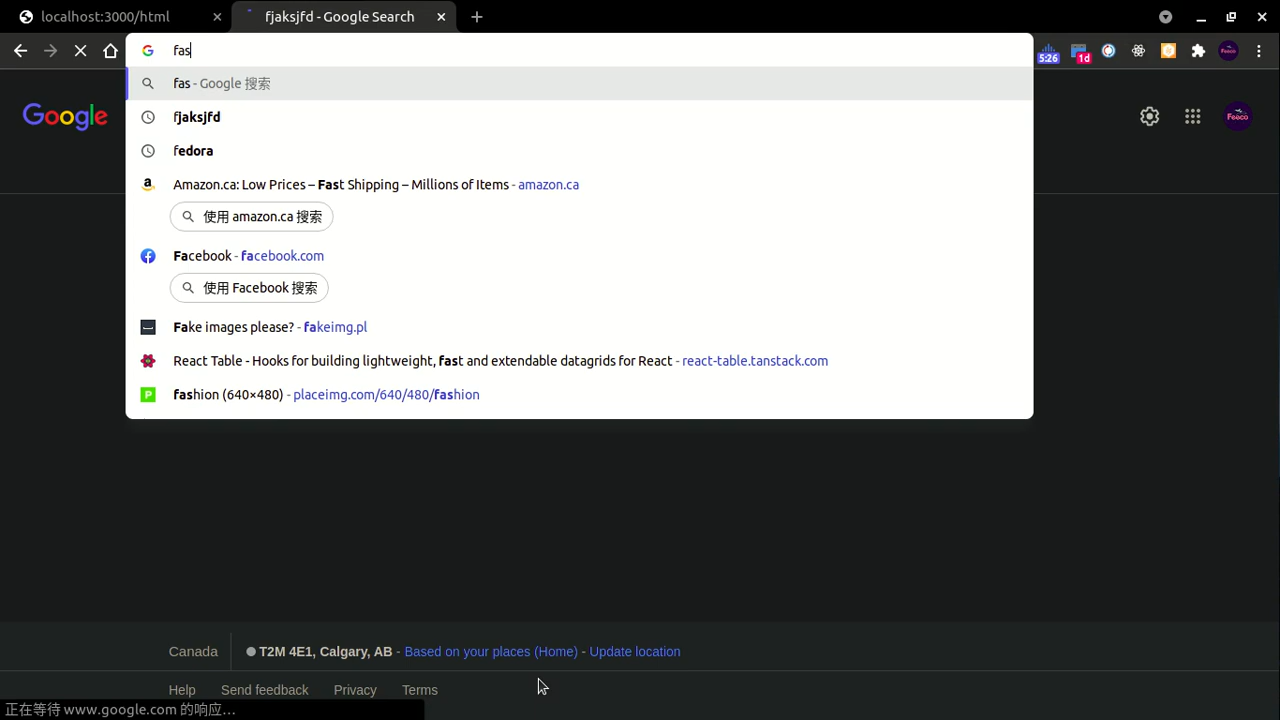 localhost:3000/html
fjaksjfd - Google Search
fas
5:26
1d
Feeco
fas - Google 搜索
fjaksjfd
fedora
Amazon.ca: Low Prices – Fast Shipping – Millions of Items - amazon.ca
使用 amazon.ca 搜索
Facebook - facebook.com
使用 Facebook 搜索
Fake images please? - fakeimg.pl
React Table - Hooks for building lightweight, fast and extendable datagrids for React - react-table.tanstack.com
fashion (640×480) - placeimg.com/640/480/fashion
Google
Feeco
Canada
T2M 4E1, Calgary, AB - Based on your places (Home) - Update location
Help Send feedback Privacy Terms
正在等待 www.google.com 的响应…